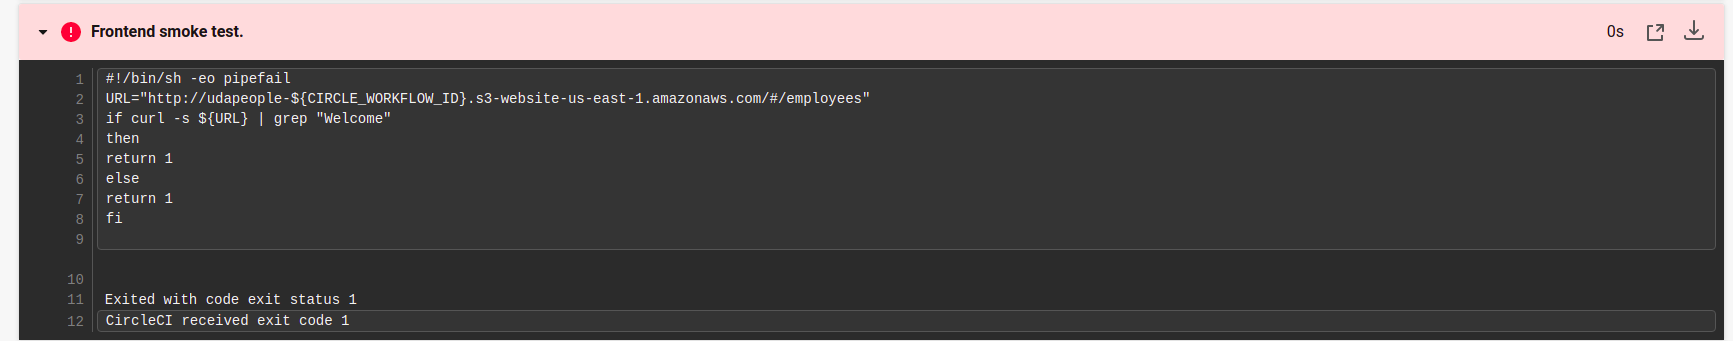 Frontend smoke test.
0s
1 #!/bin/sh -eo pipefail
2 URL="http://udapeople-${CIRCLE_WORKFLOW_ID}.s3-website-us-east-1.amazonaws.com/#/employees"
3 if curl -s ${URL} | grep "Welcome"
4 then
5 return 1
6 else
7 return 1
8 fi
9
10
11 Exited with code exit status 1
12 CircleCI received exit code 1